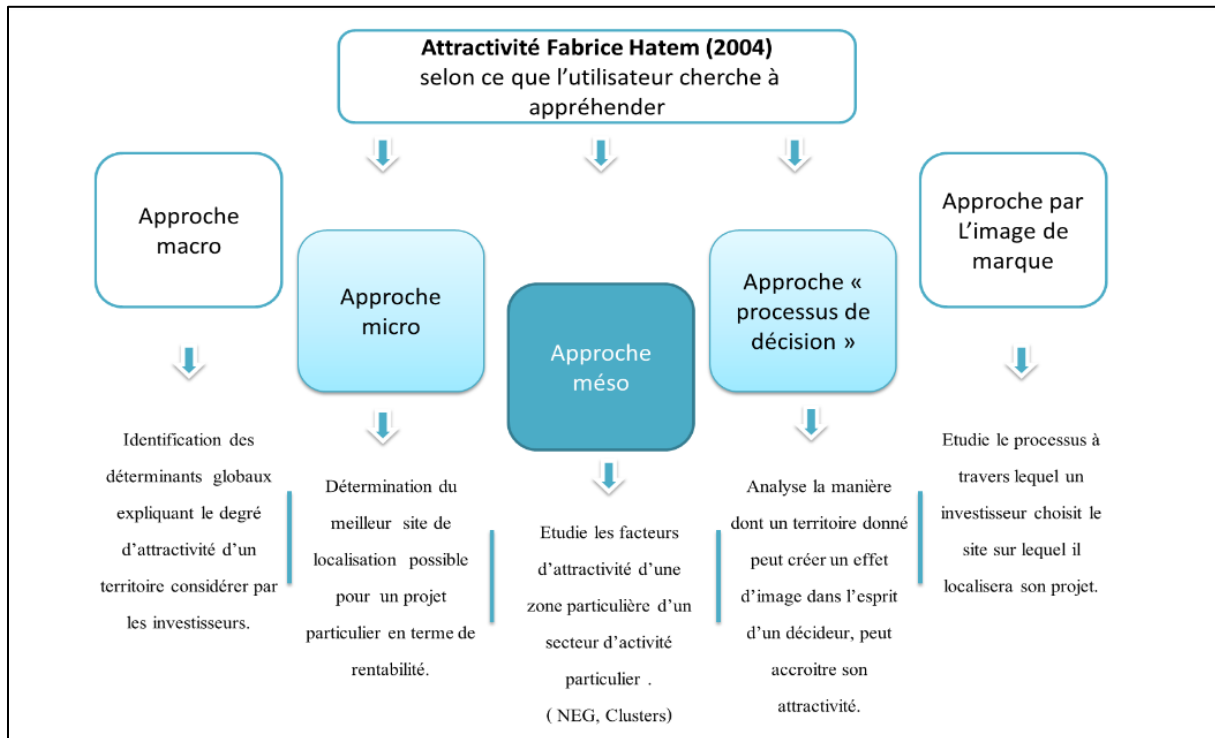 Attractivité Fabrice Hatem (2004)
selon ce que l’utilisateur cherche à
appréhender
Approche
macro
Approche
micro
Approche
méso
Approche «
processus de
décision »
Approche par
L’image de
marque
Identification des
déterminants globaux
expliquant le degré
d’attractivité d’un
territoire considérer par
les investisseurs.
Détermination du
meilleur site de
localisation possible
pour un projet
particulier en terme de
rentabilité.
Etudie les facteurs
d’attractivité d’une
zone particulière d’un
secteur d’activité
particulier .
( NEG, Clusters)
Analyse la manière
dont un territoire donné
peut créer un effet
d’image dans l’esprit
d’un décideur, peut
accroitre son
attractivité.
Etudie le processus à
travers lequel un
investisseur choisit le
site sur lequel il
localisera son projet.